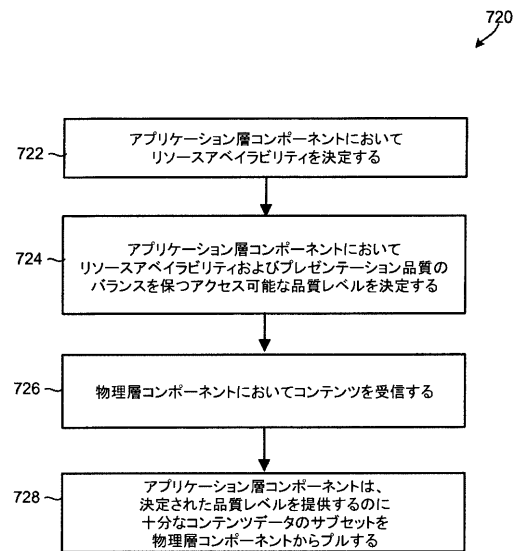 720
722
アプリケーション層コンポーネントにおいて
リソースアベイラビリティを決定する
724
アプリケーション層コンポーネントにおいて
リソースアベイラビリティおよびプレゼンテーション品質の
バランスを保つアクセス可能な品質レベルを決定する
726
物理層コンポーネントにおいてコンテンツを受信する
728
アプリケーション層コンポーネントは、
決定された品質レベルを提供するのに
十分なコンテンツデータのサブセットを
物理層コンポーネントからプルする